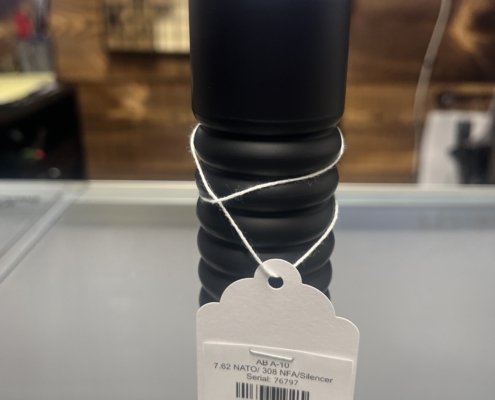 AB A-10
7.62 NATO/ 308 NFA/Silencer
Serial: 76797